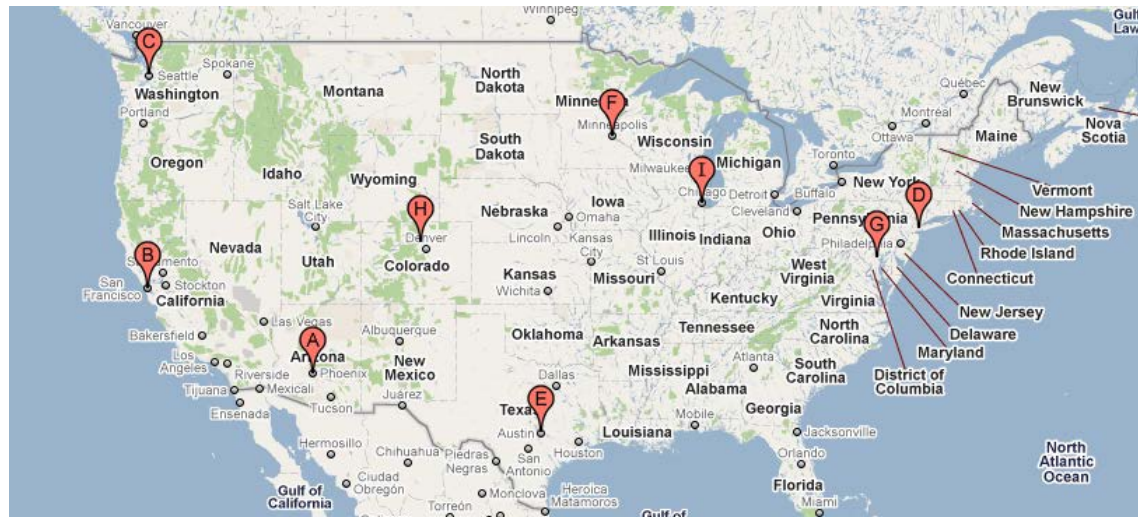 Winnipeg
Gulf
Law
Vancouver
C
Seattle
Spokane
Washington
Montana
North
Dakota
Minnesota
F
Minneapolis
Québec
New
Brunswick
Nova
Scotia
Montréal
Ottawa
Maine
Portland
Oregon
Idaho
South
Dakota
Wisconsin
Milwaukee
Michigan
Toronto
Wyoming
I
Chicago
Detroit
Buffalo
New York
D
Vermont
New Hampshire
Massachusetts
Rhode Island
Connecticut
Salt Lake
City
H
Denver
Colorado
Nebraska
Iowa
Omaha
Lincoln
Cleveland
Pennsylvania
G
Philadelphia
Nevada
Utah
B
Sacramento
San
Francisco
Stockton
California
Kansas
City
Illinois
Indiana
Ohio
Kansas
Missouri
St Louis
West
Virginia
Virginia
Wichita
Kentucky
New Jersey
Delaware
Maryland
District of
Columbia
Las Vegas
Bakersfield
Albuquerque
Oklahoma
Arkansas
Tennessee
North
Carolina
Los
Angeles
A
Arizona
Phoenix
New
Mexico
Riverside
Tijuana
Mexicali
Ensenada
Tucson
Juárez
Dallas
Mississippi
Alabama
Atlanta
South
Carolina
Texas
E
Austin
San
Antonio
Houston
Louisiana
Mobile
Georgia
Jacksonville
Hermosillo
Chihuahua
Piedras
Negras
Orlando
Florida
Miami
North
Atlantic
Ocean
Ciudad
Obregón
Gulf of
California
Monclova
Heroica
Matamoros
Torreón
Gulf of